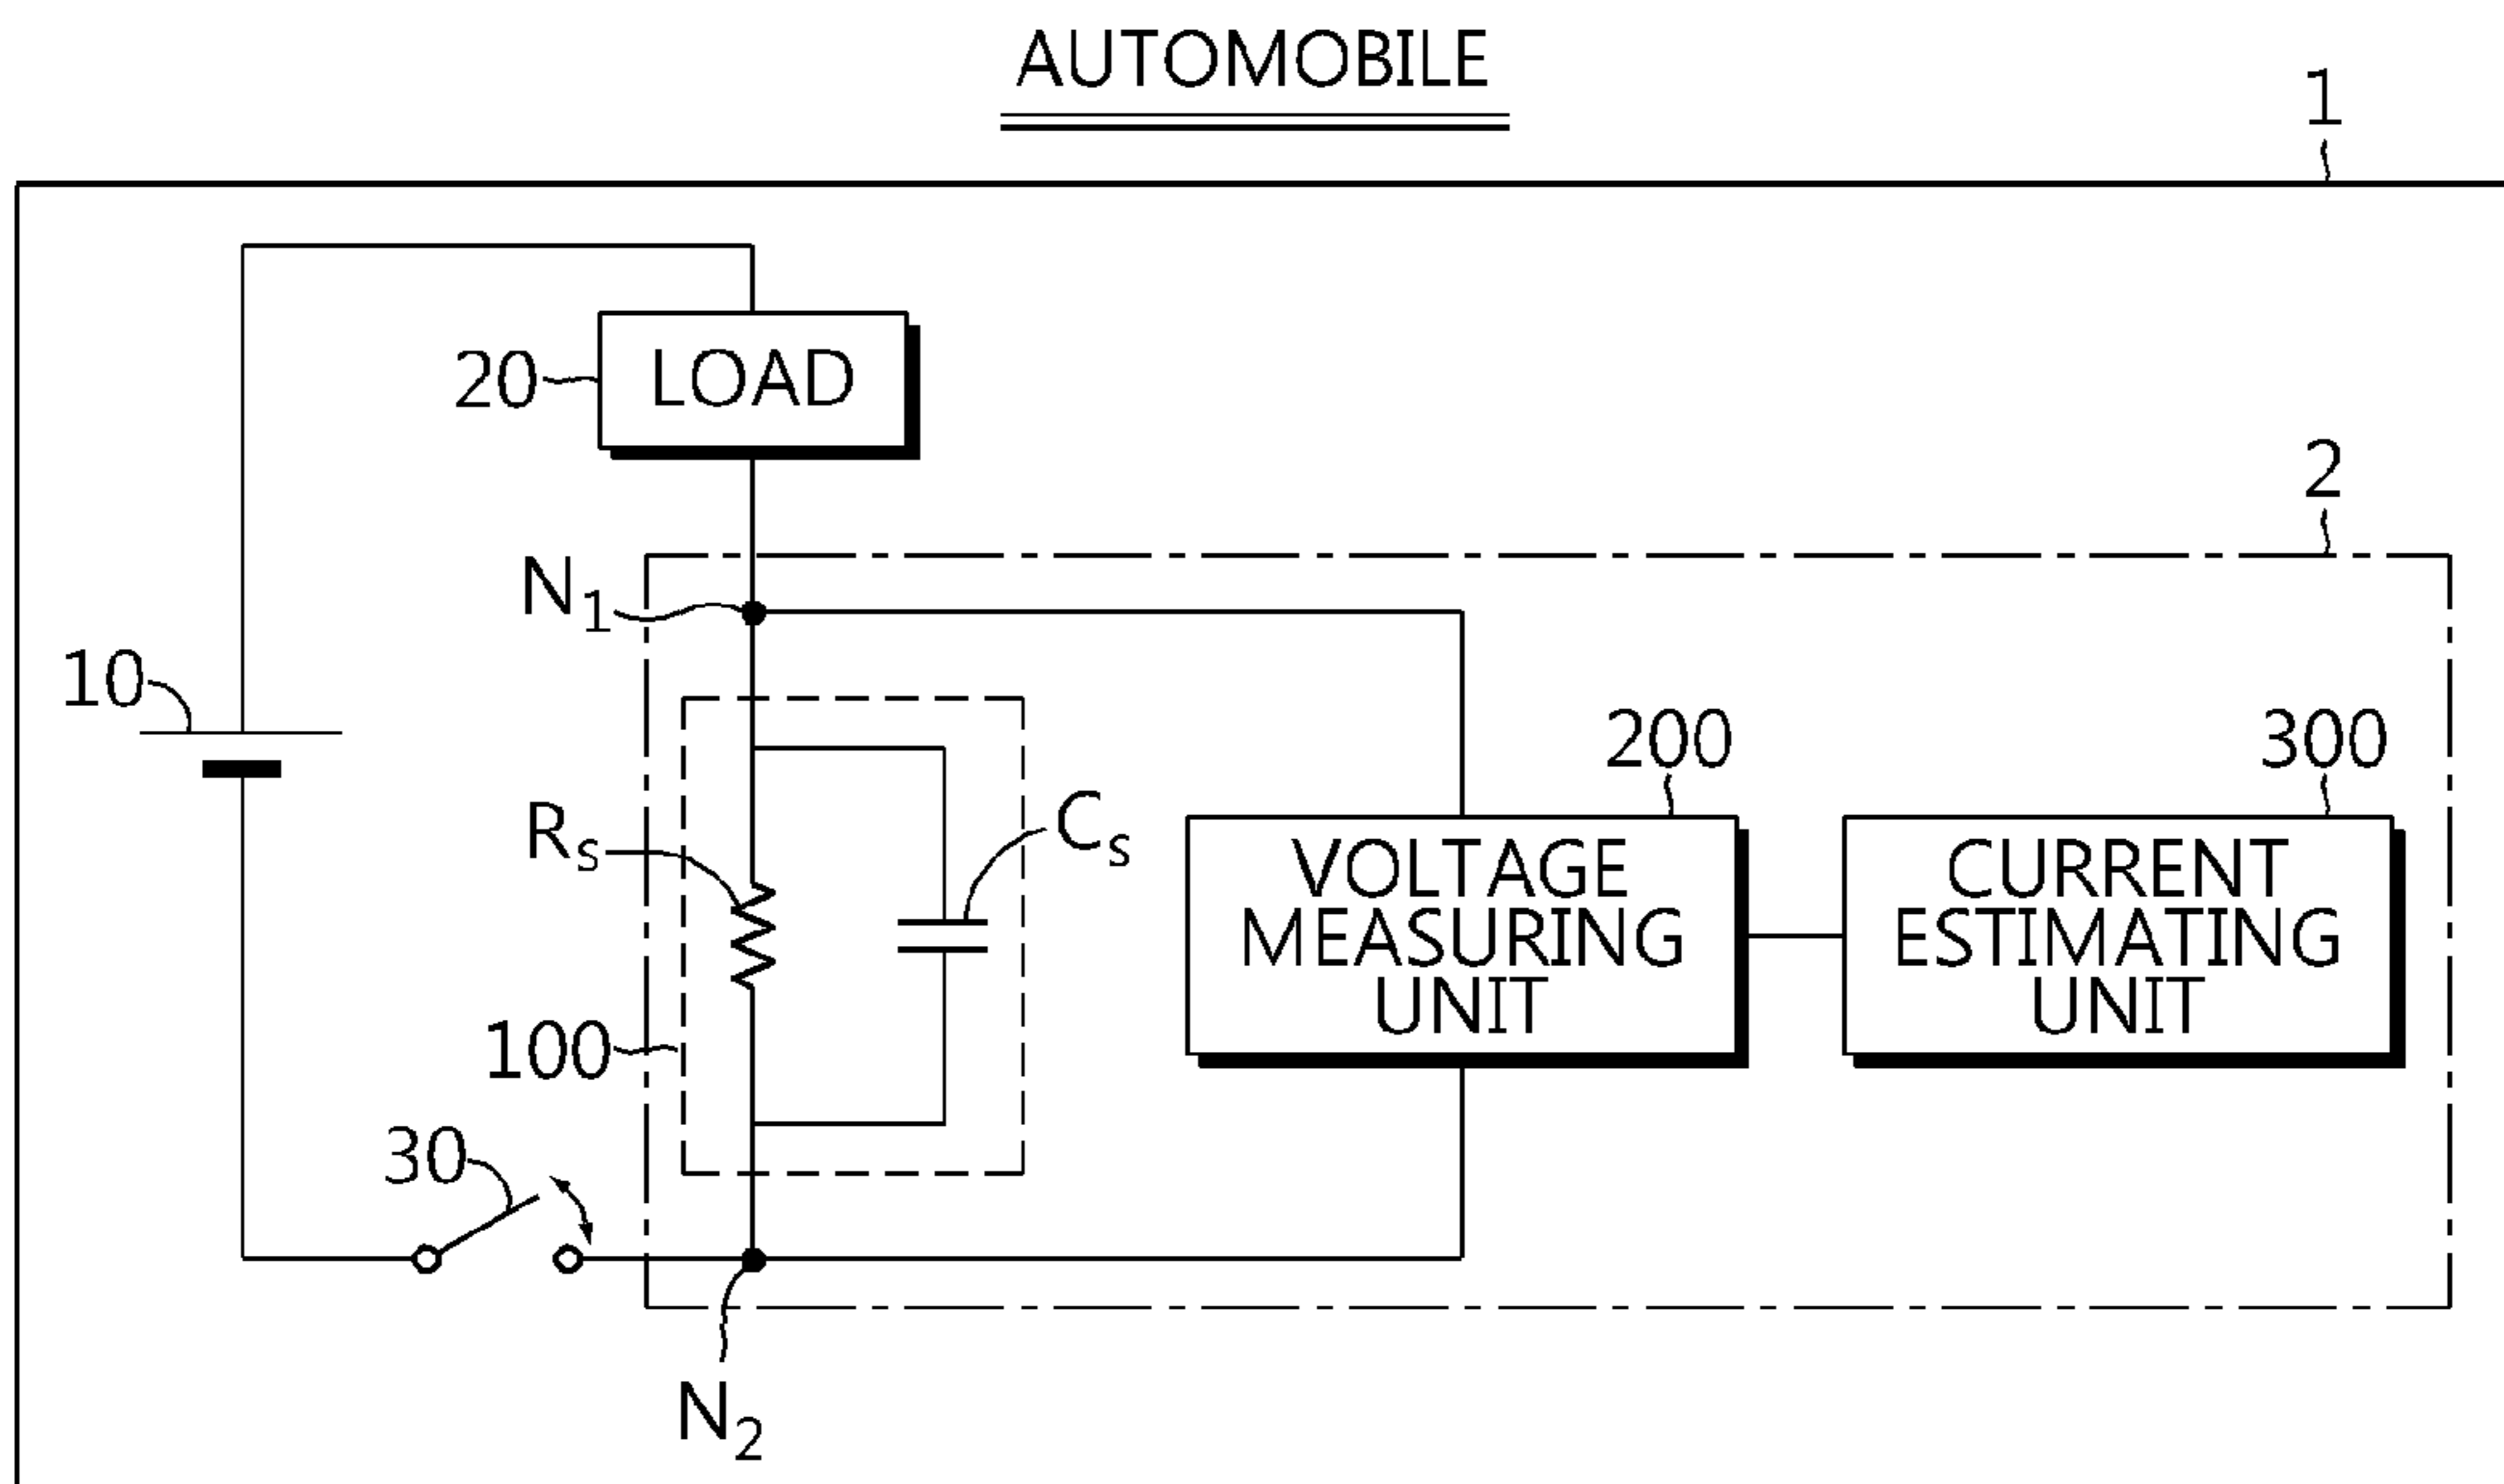 AUTOMOBILE
1
20
LOAD
2
N1
10
200
300
Rs
Cs
VOLTAGE
MEASURING
UNIT
CURRENT
ESTIMATING
UNIT
100
30
N2